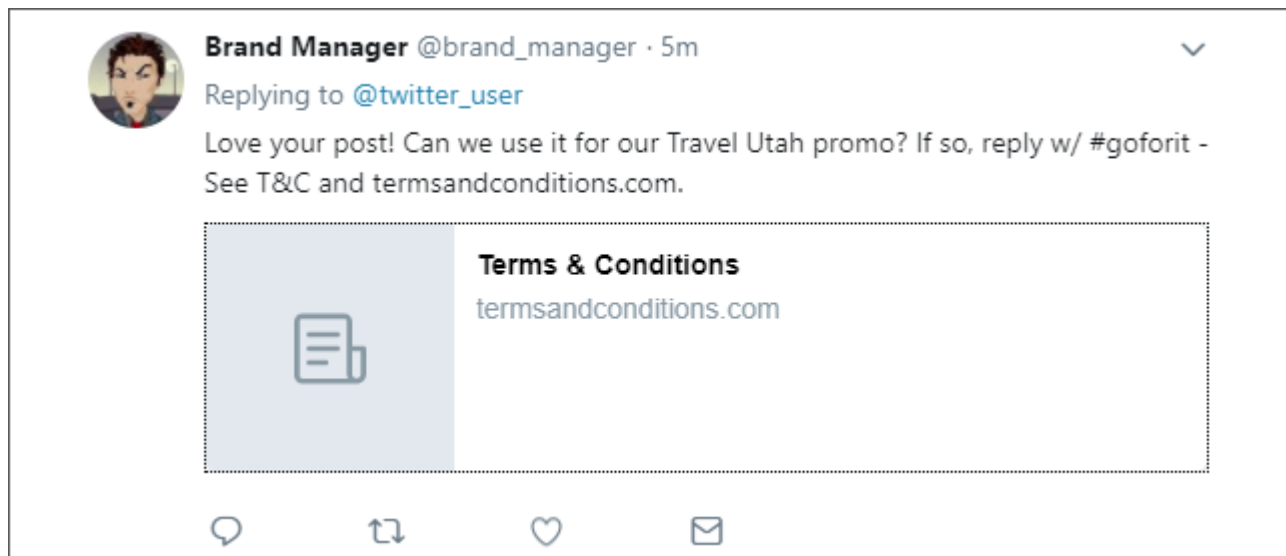 Brand Manager @brand_manager · 5m
Replying to @twitter_user
Love your post! Can we use it for our Travel Utah promo? If so, reply w/ #goforit -
See T&C and termsandconditions.com.
Terms & Conditions
termsandconditions.com